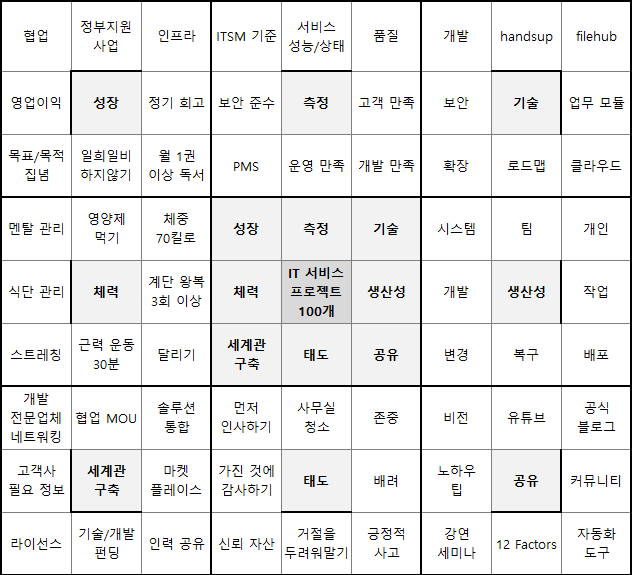 협업 정부지원 사업 인프라 ITSM 기준 서비스 성능/상태 품질 개발 handsup filehub
영업이익 성장 정기 회고 보안 준수 측정 고객 만족 보안 기술 업무 모듈
목표/목적 집념 일희일비 하지않기 월 1권 이상 독서 PMS 운영 만족 개발 만족 확장 로드맵 클라우드
멘탈 관리 영양제 먹기 체중 70킬로 성장 측정 기술 시스템 팀 개인
식단 관리 체력 계단 왕복 3회 이상 체력 IT 서비스 프로젝트 100개 생산성 개발 생산성 작업
스트레칭 근력 운동 30분 달리기 세계관 구축 태도 공유 변경 복구 배포
개발 전문업체 네트워킹 협업 MOU 솔루션 통합 먼저 인사하기 사무실 청소 존중 비전 유튜브 공식 블로그
고객사 필요 정보 세계관 구축 마켓 플레이스 가진 것에 감사하기 태도 배려 노하우 팁 공유 커뮤니티
라이선스 기술/개발 펀딩 인력 공유 신뢰 자산 거절을 두려워말기 긍정적 사고 강연 세미나 12 Factors 자동화 도구